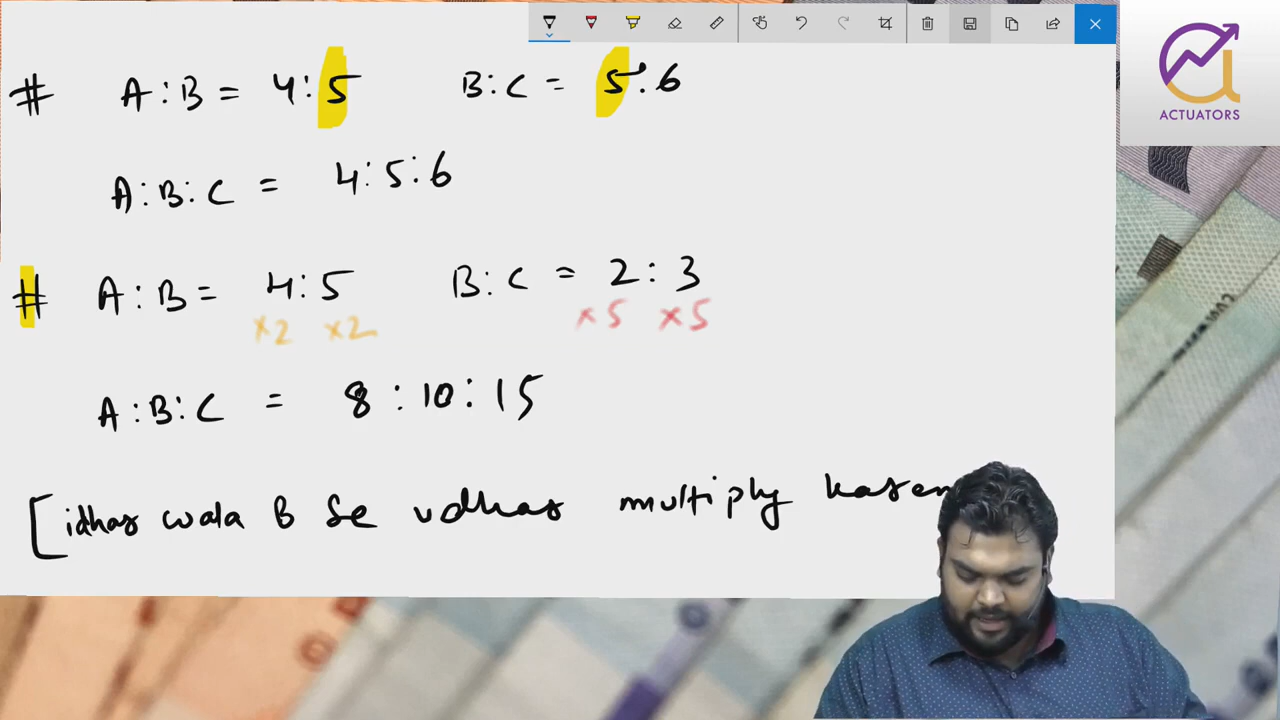 ACTUATORS
# A:B = 4:5 B:C = 5:6
A:B:C = 4:5:6
# A:B = 4:5 B:C = 2:3
×2 ×2 ×5 ×5
A:B:C = 8:10:15
[idhar wala B se udhar multiply